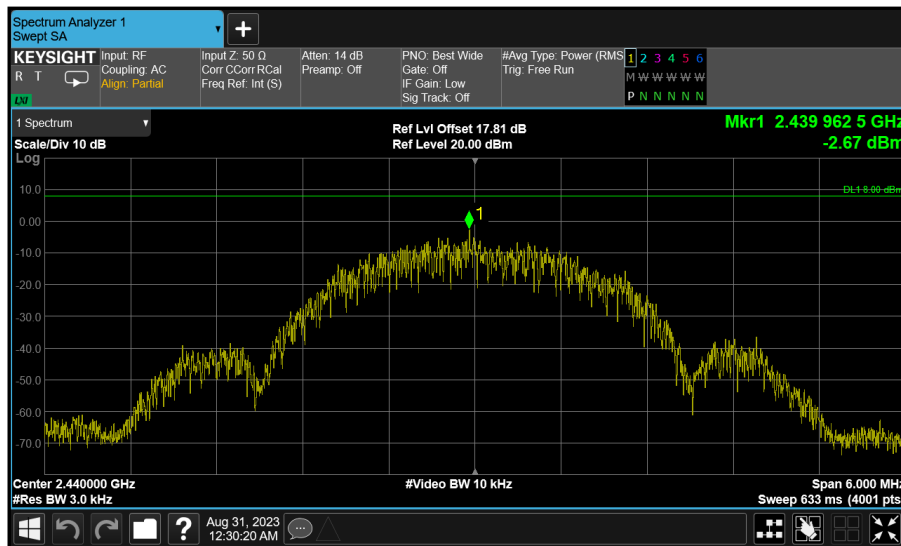 Spectrum Analyzer 1
Swept SA
+
KEYSIGHT
R T
LXI
Input: RF
Coupling: AC
Align: Partial
Input Z: 50 Ω
Corr CCorr RCal
Freq Ref: Int (S)
Atten: 14 dB
Preamp: Off
PNO: Best Wide
Gate: Off
IF Gain: Low
Sig Track: Off
#Avg Type: Power (RMS
Trig: Free Run
1 2 3 4 5 6
M W W W W W
P N N N N N
1 Spectrum
Scale/Div 10 dB
Ref Lvl Offset 17.81 dB
Ref Level 20.00 dBm
Mkr1 2.439 962 5 GHz
-2.67 dBm
Log
10.0
0.00
-10.0
-20.0
-30.0
-40.0
-50.0
-60.0
-70.0
DL1 8.00 dBm
1
Center 2.440000 GHz
#Res BW 3.0 kHz
#Video BW 10 kHz
Span 6.000 MHz
Sweep 633 ms (4001 pts
?
Aug 31, 2023
12:30:20 AM